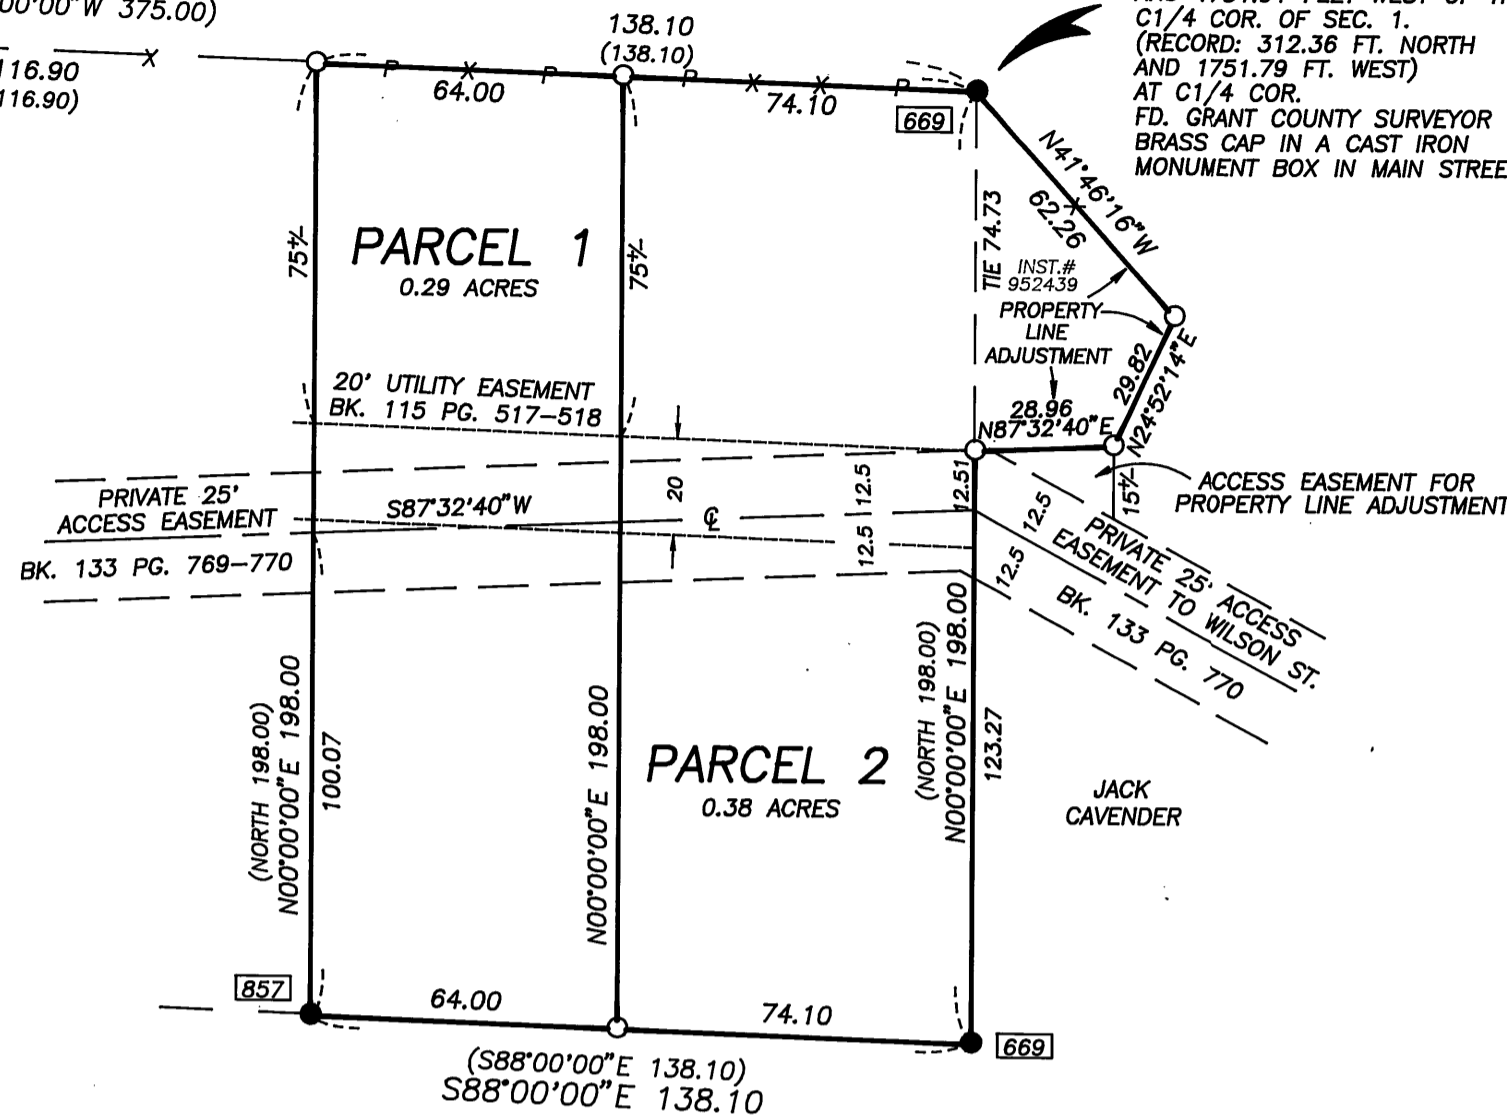 00'00"W 375.00)
116.90
116.90)
138.10
(138.10)
P
X
P
P
X
X
P
X
64.00
74.10
669
C1/4 COR. OF SEC. 1.
(RECORD: 312.36 FT. NORTH
AND 1751.79 FT. WEST)
AT C1/4 COR.
FD. GRANT COUNTY SURVEYOR
BRASS CAP IN A CAST IRON
MONUMENT BOX IN MAIN STREE
N41°46'16"W
X
62.26
75+/-
PARCEL 1
0.29 ACRES
75+/-
TIE 74.73
INST.#
952439
PROPERTY
LINE
ADJUSTMENT
29.82
N24°52'14"E
28.96
N87°32'40"E
20' UTILITY EASEMENT
BK. 115 PG. 517-518
PRIVATE 25'
ACCESS EASEMENT
BK. 133 PG. 769-770
S87°32'40"W
20
℄
12.5
12.5
12.51
12.5
12.5
15+/-
ACCESS EASEMENT FOR
PROPERTY LINE ADJUSTMENT
PRIVATE 25' ACCESS
EASEMENT TO WILSON ST.
BK. 133 PG. 770
(NORTH 198.00)
N00°00'00"E 198.00
100.07
N00°00'00"E 198.00
PARCEL 2
0.38 ACRES
(NORTH 198.00)
N00°00'00"E 198.00
123.27
JACK
CAVENDER
857
64.00
74.10
669
(S88°00'00"E 138.10)
S88°00'00"E 138.10